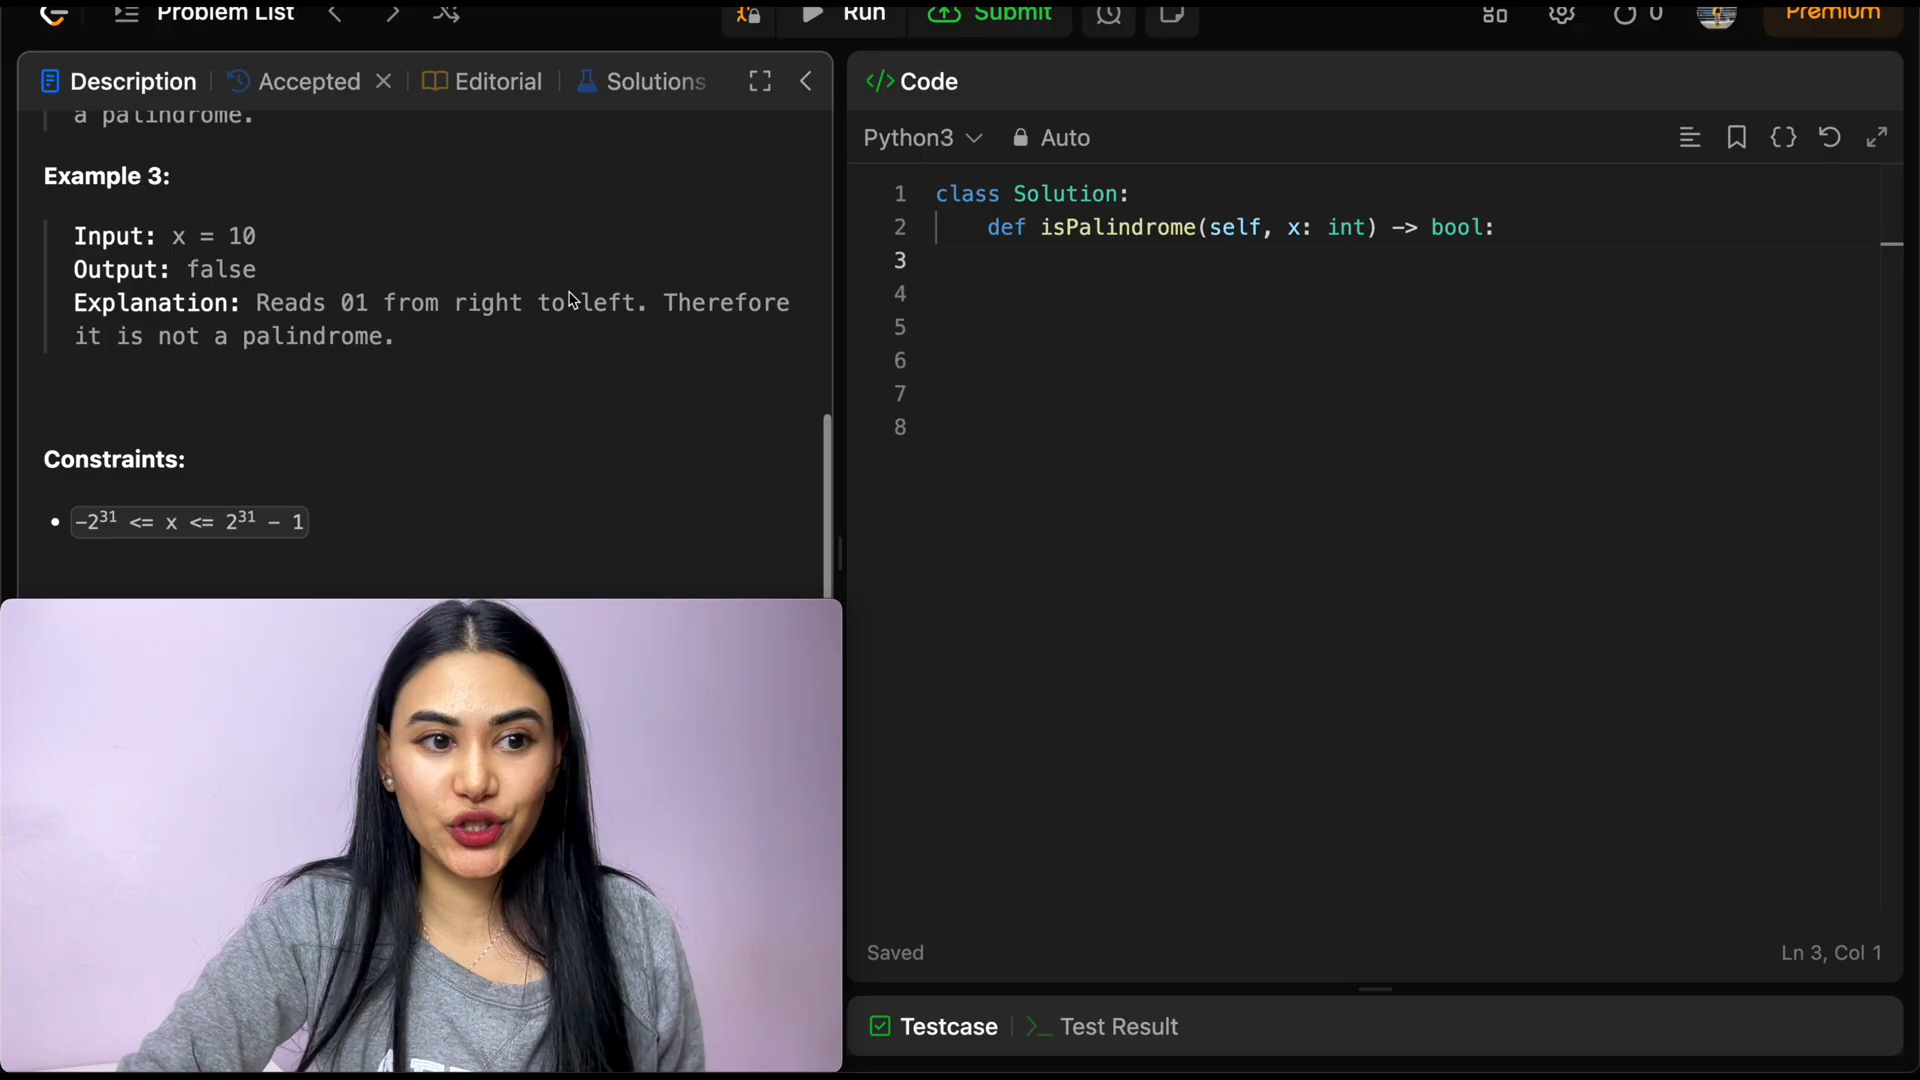 Problem List
Run
Submit
0
Premium
Description
Accepted
Editorial
Solutions
a palindrome.
Example 3:
Input: x = 10
Output: false
Explanation: Reads 01 from right to left. Therefore
it is not a palindrome.
Constraints:
-2³¹ <= x <= 2³¹ - 1
</> Code
Python3
Auto
1 class Solution:
2 def isPalindrome(self, x: int) -> bool:
3
4
5
6
7
8
Saved
Ln 3, Col 1
Testcase
>_ Test Result